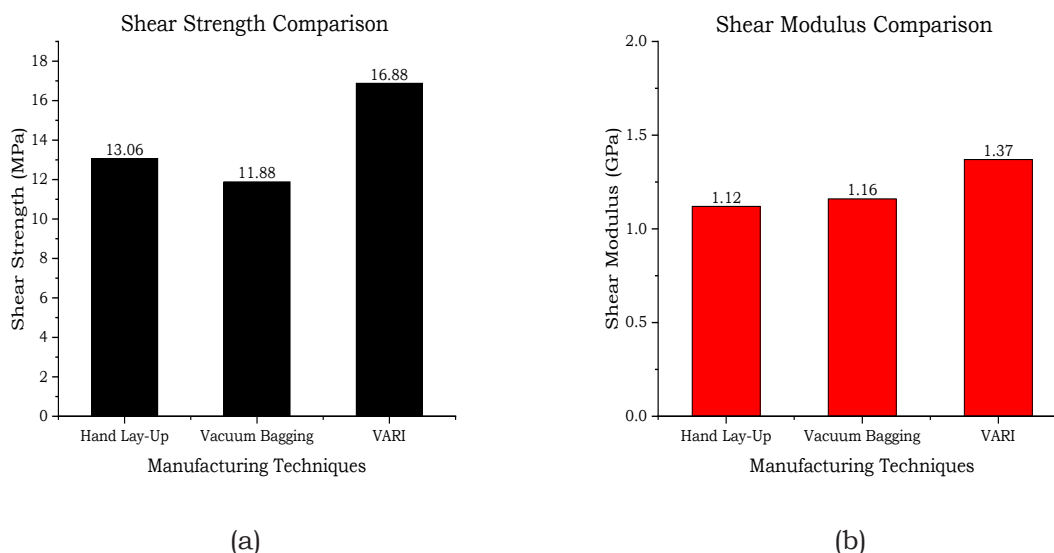 Shear Strength Comparison
18
16
14
12
10
8
6
4
2
0
Shear Strength (MPa)
13.06
11.88
16.88
Hand Lay-Up Vacuum Bagging VARI
Manufacturing Techniques
(a)
Shear Modulus Comparison
2.0
1.5
1.0
0.5
0.0
Shear Modulus (GPa)
1.12
1.16
1.37
Hand Lay-Up Vacuum Bagging VARI
Manufacturing Techniques
(b)